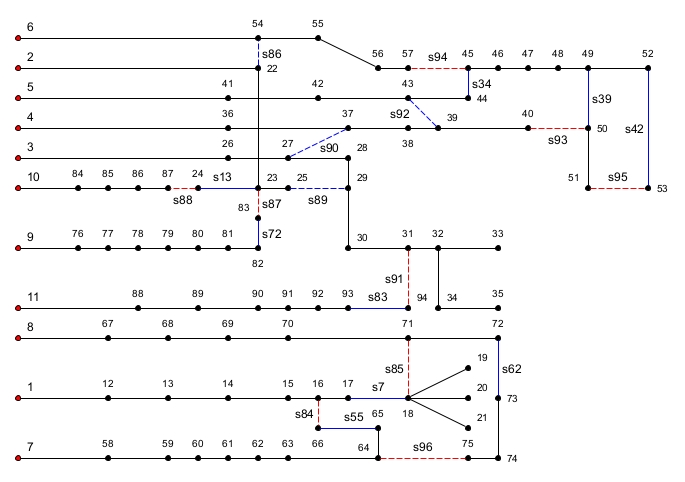 6 54 55
s86
2 22 56 57 s94 45 46 47 48 49 52
5 41 42 43 s34 44 s39
4 36 37 s92 39 40 50 s42
38 s93
3 26 27 s90 28
10 84 85 86 87 24 s13 23 25 29 51 s95 53
s88 83 s87 s89
9 76 77 78 79 80 81 s72 30 31 32 33
82
s91
11 88 89 90 91 92 93 s83 94 34 35
8 67 68 69 70 71 72
s85 19 s62
1 12 13 14 15 16 17 s7 18 20 73
s84 s55 65 21
66
7 58 59 60 61 62 63 64 s96 75 74